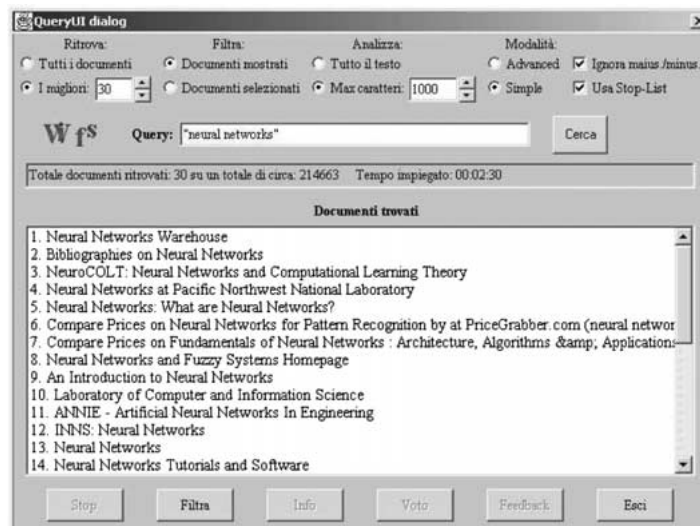 QueryUI dialog
Ritrova: Filtra: Analizza: Modalità:
Tutti i documenti Documenti mostrati Tutto il testo Advanced Ignora maius./minus.
I migliori: 30 Documenti selezionati Max caratteri: 1000 Simple Usa Stop-List
Wifs Query: "neural networks" Cerca
Totale documenti ritrovati: 30 su un totale di circa: 214663 Tempo impiegato: 00:02:30
Documenti trovati
1. Neural Networks Warehouse
2. Bibliographies on Neural Networks
3. NeuroCOLT: Neural Networks and Computational Learning Theory
4. Neural Networks at Pacific Northwest National Laboratory
5. Neural Networks: What are Neural Networks?
6. Compare Prices on Neural Networks for Pattern Recognition by at PriceGrabber.com (neural networ
7. Compare Prices on Fundamentals of Neural Networks : Architecture, Algorithms &amp; Applications
8. Neural Networks and Fuzzy Systems Homepage
9. An Introduction to Neural Networks
10. Laboratory of Computer and Information Science
11. ANNIE - Artificial Neural Networks In Engineering
12. INNS: Neural Networks
13. Neural Networks
14. Neural Networks Tutorials and Software
Stop Filtra Info Voto Feedback Esci